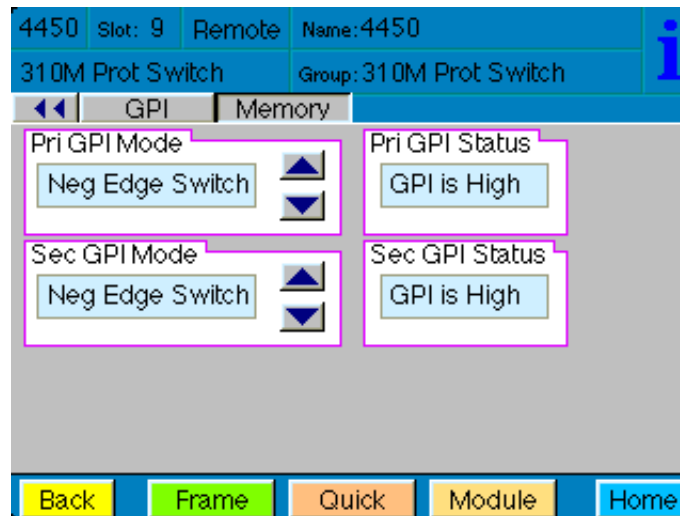 4450 Slot: 9 Remote Name:4450 i
310M Prot Switch Group:310M Prot Switch
GPI Memory
Pri GPI Mode Pri GPI Status
Neg Edge Switch GPI is High
Sec GPI Mode Sec GPI Status
Neg Edge Switch GPI is High
Back Frame Quick Module Home